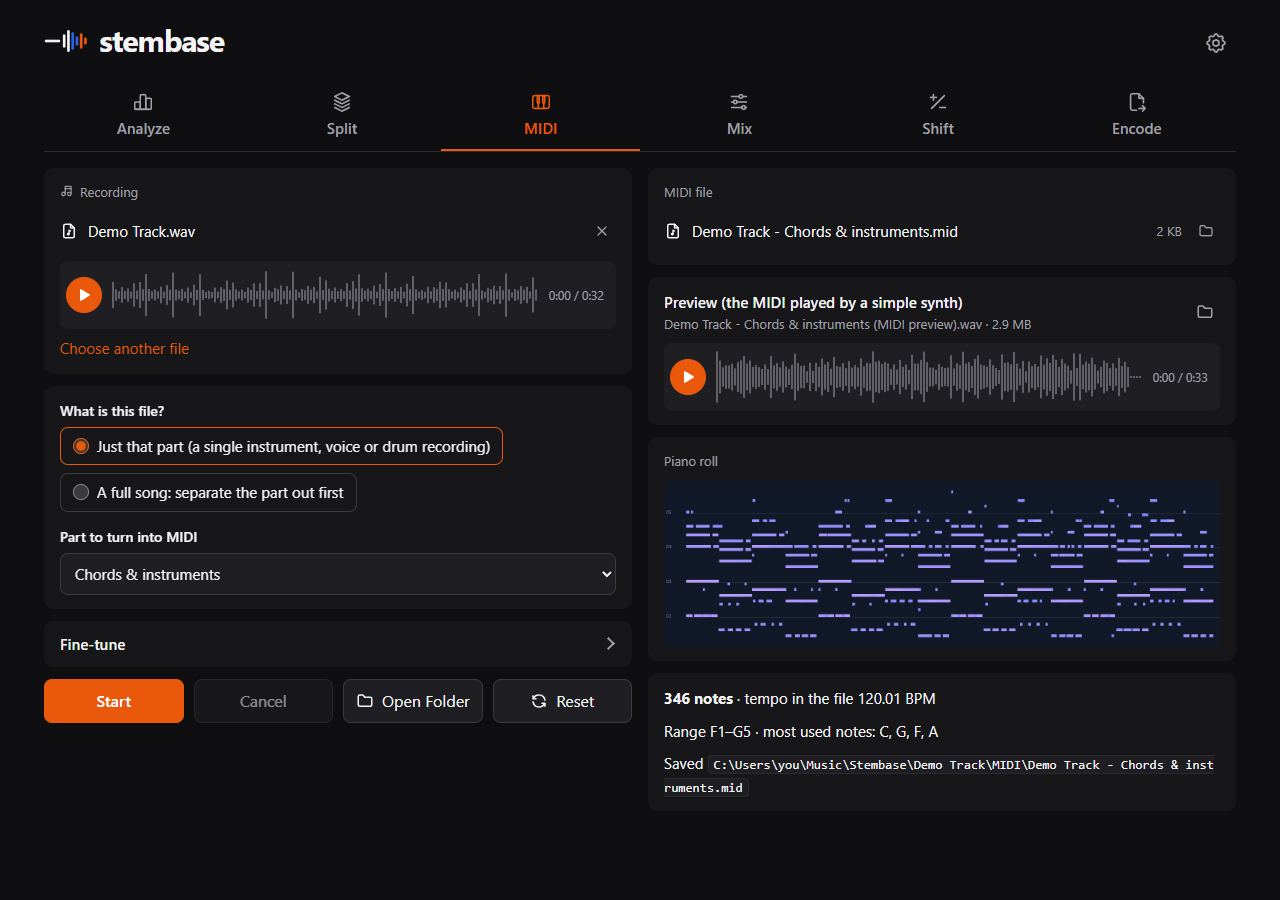 stembase
Analyze
Split
MIDI
Mix
Shift
Encode
Recording
Demo Track.wav
0:00 / 0:32
Choose another file
What is this file?
Just that part (a single instrument, voice or drum recording)
A full song: separate the part out first
Part to turn into MIDI
Chords & instruments
Fine-tune
Start
Cancel
Open Folder
Reset
MIDI file
Demo Track - Chords & instruments.mid
2 KB
Preview (the MIDI played by a simple synth)
Demo Track - Chords & instruments (MIDI preview).wav · 2.9 MB
0:00 / 0:33
Piano roll
346 notes · tempo in the file 120.01 BPM
Range F1–G5 · most used notes: C, G, F, A
Saved C:\Users\you\Music\Stembase\Demo Track\MIDI\Demo Track - Chords & inst
ruments.mid